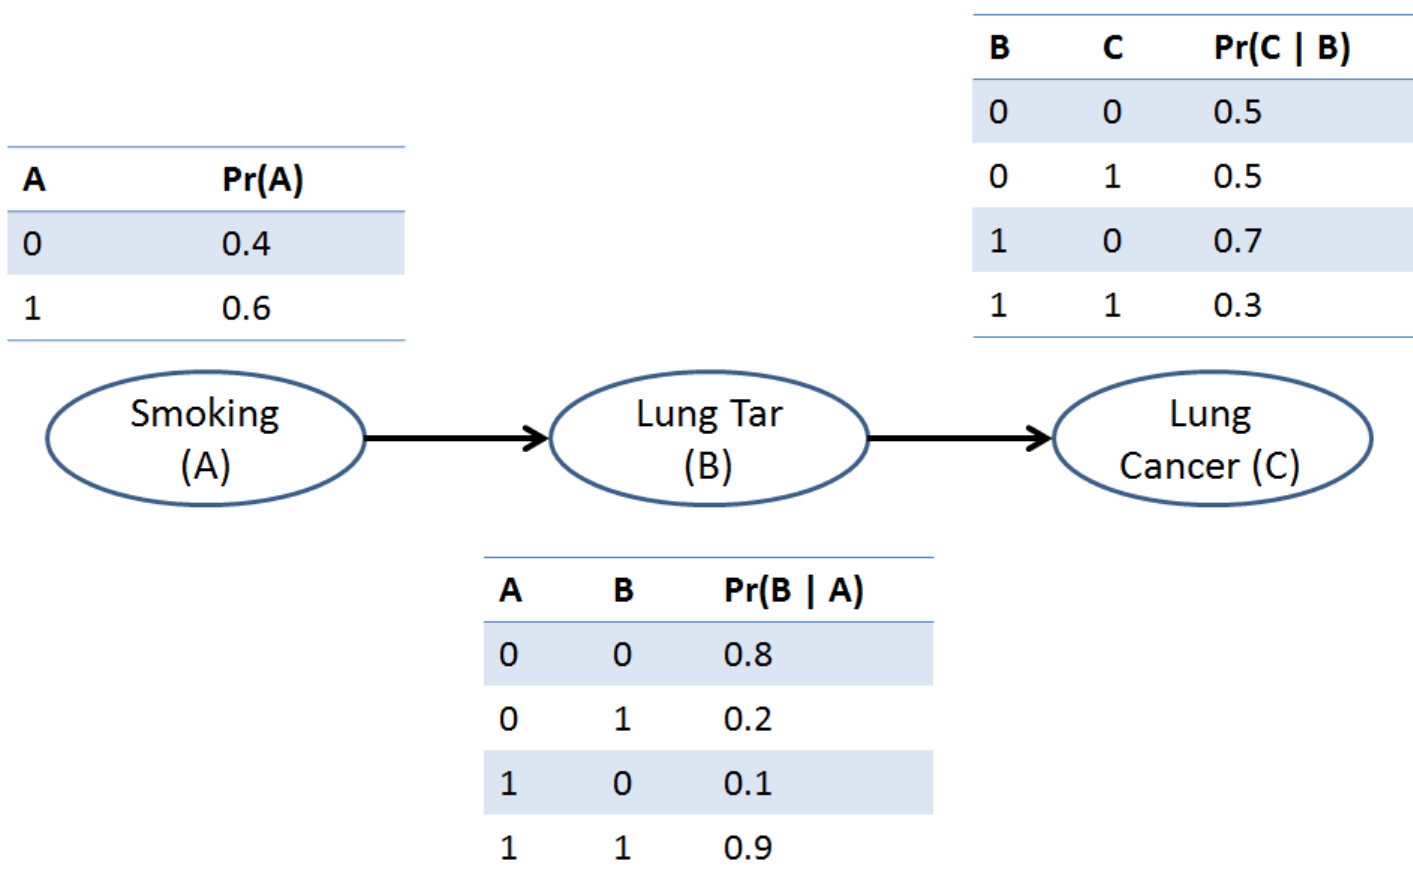 B C Pr(C | B)
0 0 0.5
0 1 0.5
1 0 0.7
1 1 0.3
A Pr(A)
0 0.4
1 0.6
Smoking
(A)
Lung Tar
(B)
Lung
Cancer (C)
A B Pr(B | A)
0 0 0.8
0 1 0.2
1 0 0.1
1 1 0.9